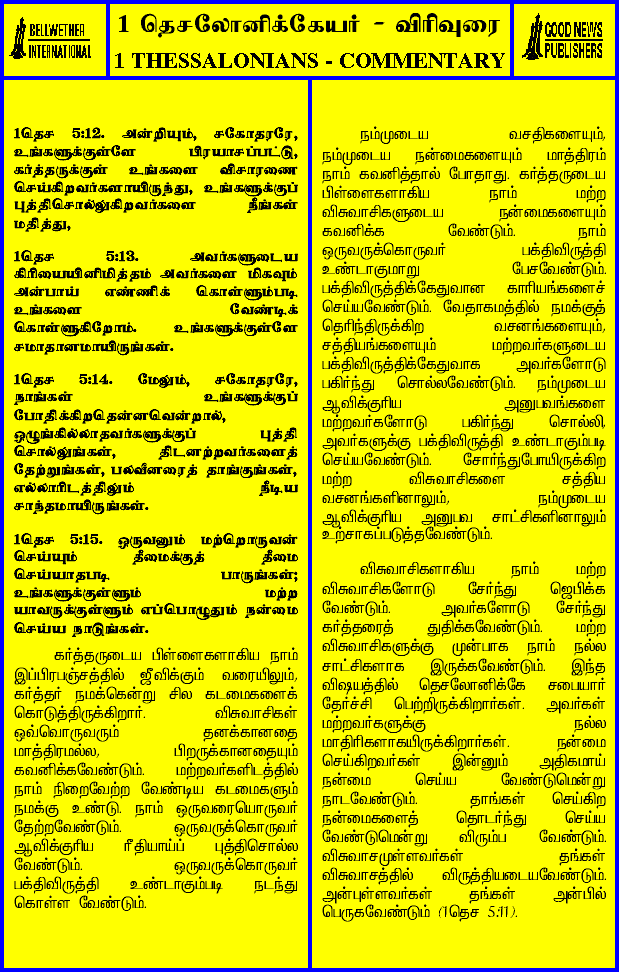 BELLWETHER
INTERNATIONAL
1 தெசலோனிக்கேயர் - விரிவுரை
1 THESSALONIANS - COMMENTARY
GOOD NEWS
PUBLISHERS
1தெச 5:12. அன்றியும், சகோதரரே,
உங்களுக்குள்ளே பிரயாசப்பட்டு,
கர்த்தருக்குள் உங்களை விசாரணை
செய்கிறவர்களாயிருந்து, உங்களுக்குப்
புத்திசொல்லுகிறவர்களை நீங்கள்
மதித்து,
1தெச 5:13. அவர்களுடைய
கிரியையினிமித்தம் அவர்களை மிகவும்
அன்பாய் எண்ணிக் கொள்ளும்படி
உங்களை வேண்டிக்
கொள்ளுகிறோம். உங்களுக்குள்ளே
சமாதானமாயிருங்கள்.
1தெச 5:14. மேலும், சகோதரரே,
நாங்கள் உங்களுக்குப்
போதிக்கிறதென்னவென்றால்,
ஒழுங்கில்லாதவர்களுக்குப் புத்தி
சொல்லுங்கள், திடனற்றவர்களைத்
தேற்றுங்கள், பலவீனரைத் தாங்குங்கள்,
எல்லாரிடத்திலும் நீடிய
சாந்தமாயிருங்கள்.
1தெச 5:15. ஒருவனும் மற்றொருவன்
செய்யும் தீமைக்குத் தீமை
செய்யாதபடி பாருங்கள்;
உங்களுக்குள்ளும் மற்ற
யாவருக்குள்ளும் எப்பொழுதும் நன்மை
செய்ய நாடுங்கள்.
கர்த்தருடைய பிள்ளைகளாகிய நாம்
இப்பிரபஞ்சத்தில் ஜீவிக்கும் வரையிலும்,
கர்த்தர் நமக்கென்று சில கடமைகளைக்
கொடுத்திருக்கிறார். விசுவாசிகள்
ஒவ்வொருவரும் தனக்கானதை
மாத்திரமல்ல, பிறருக்கானதையும்
கவனிக்கவேண்டும். மற்றவர்களிடத்தில்
நாம் நிறைவேற்ற வேண்டிய கடமைகளும்
நமக்கு உண்டு. நாம் ஒருவரையொருவர்
தேற்றவேண்டும். ஒருவருக்கொருவர்
ஆவிக்குரிய ரீதியாய்ப் புத்திசொல்ல
வேண்டும். ஒருவருக்கொருவர்
பக்திவிருத்தி உண்டாகும்படி நடந்து
கொள்ள வேண்டும்.
நம்முடைய வசதிகளையும்,
நம்முடைய நன்மைகளையும் மாத்திரம்
நாம் கவனித்தால் போதாது. கர்த்தருடைய
பிள்ளைகளாகிய நாம் மற்ற
விசுவாசிகளுடைய நன்மைகளையும்
கவனிக்க வேண்டும். நாம்
ஒருவருக்கொருவர் பக்திவிருத்தி
உண்டாகுமாறு பேசவேண்டும்.
பக்திவிருத்திக்கேதுவான காரியங்களைச்
செய்யவேண்டும். வேதாகமத்தில் நமக்குத்
தெரிந்திருக்கிற வசனங்களையும்,
சத்தியங்களையும் மற்றவர்களுடைய
பக்திவிருத்திக்கேதுவாக அவர்களோடு
பகிர்ந்து சொல்லவேண்டும். நம்முடைய
ஆவிக்குரிய அனுபவங்களை
மற்றவர்களோடு பகிர்ந்து சொல்லி,
அவர்களுக்கு பக்திவிருத்தி உண்டாகும்படி
செய்யவேண்டும். சோர்ந்துபோயிருக்கிற
மற்ற விசுவாசிகளை சத்திய
வசனங்களினாலும், நம்முடைய
ஆவிக்குரிய அனுபவ சாட்சிகளினாலும்
உற்சாகப்படுத்தவேண்டும்.
விசுவாசிகளாகிய நாம் மற்ற
விசுவாசிகளோடு சேர்ந்து ஜெபிக்க
வேண்டும். அவர்களோடு சேர்ந்து
கர்த்தரைத் துதிக்கவேண்டும். மற்ற
விசுவாசிகளுக்கு முன்பாக நாம் நல்ல
சாட்சிகளாக இருக்கவேண்டும். இந்த
விஷயத்தில் தெசலோனிக்கே சபையார்
தேர்ச்சி பெற்றிருக்கிறார்கள். அவர்கள்
மற்றவர்களுக்கு நல்ல
மாதிரிகளாகயிருக்கிறார்கள். நன்மை
செய்கிறவர்கள் இன்னும் அதிகமாய்
நன்மை செய்ய வேண்டுமென்று
நாடவேண்டும். தாங்கள் செய்கிற
நன்மைகளைத் தொடர்ந்து செய்ய
வேண்டுமென்று விரும்ப வேண்டும்.
விசுவாசமுள்ளவர்கள் தங்கள்
விசுவாசத்தில் விருத்தியடையவேண்டும்.
அன்புள்ளவர்கள் தங்கள் அன்பில்
பெருகவேண்டும் (1தெச 5:11).